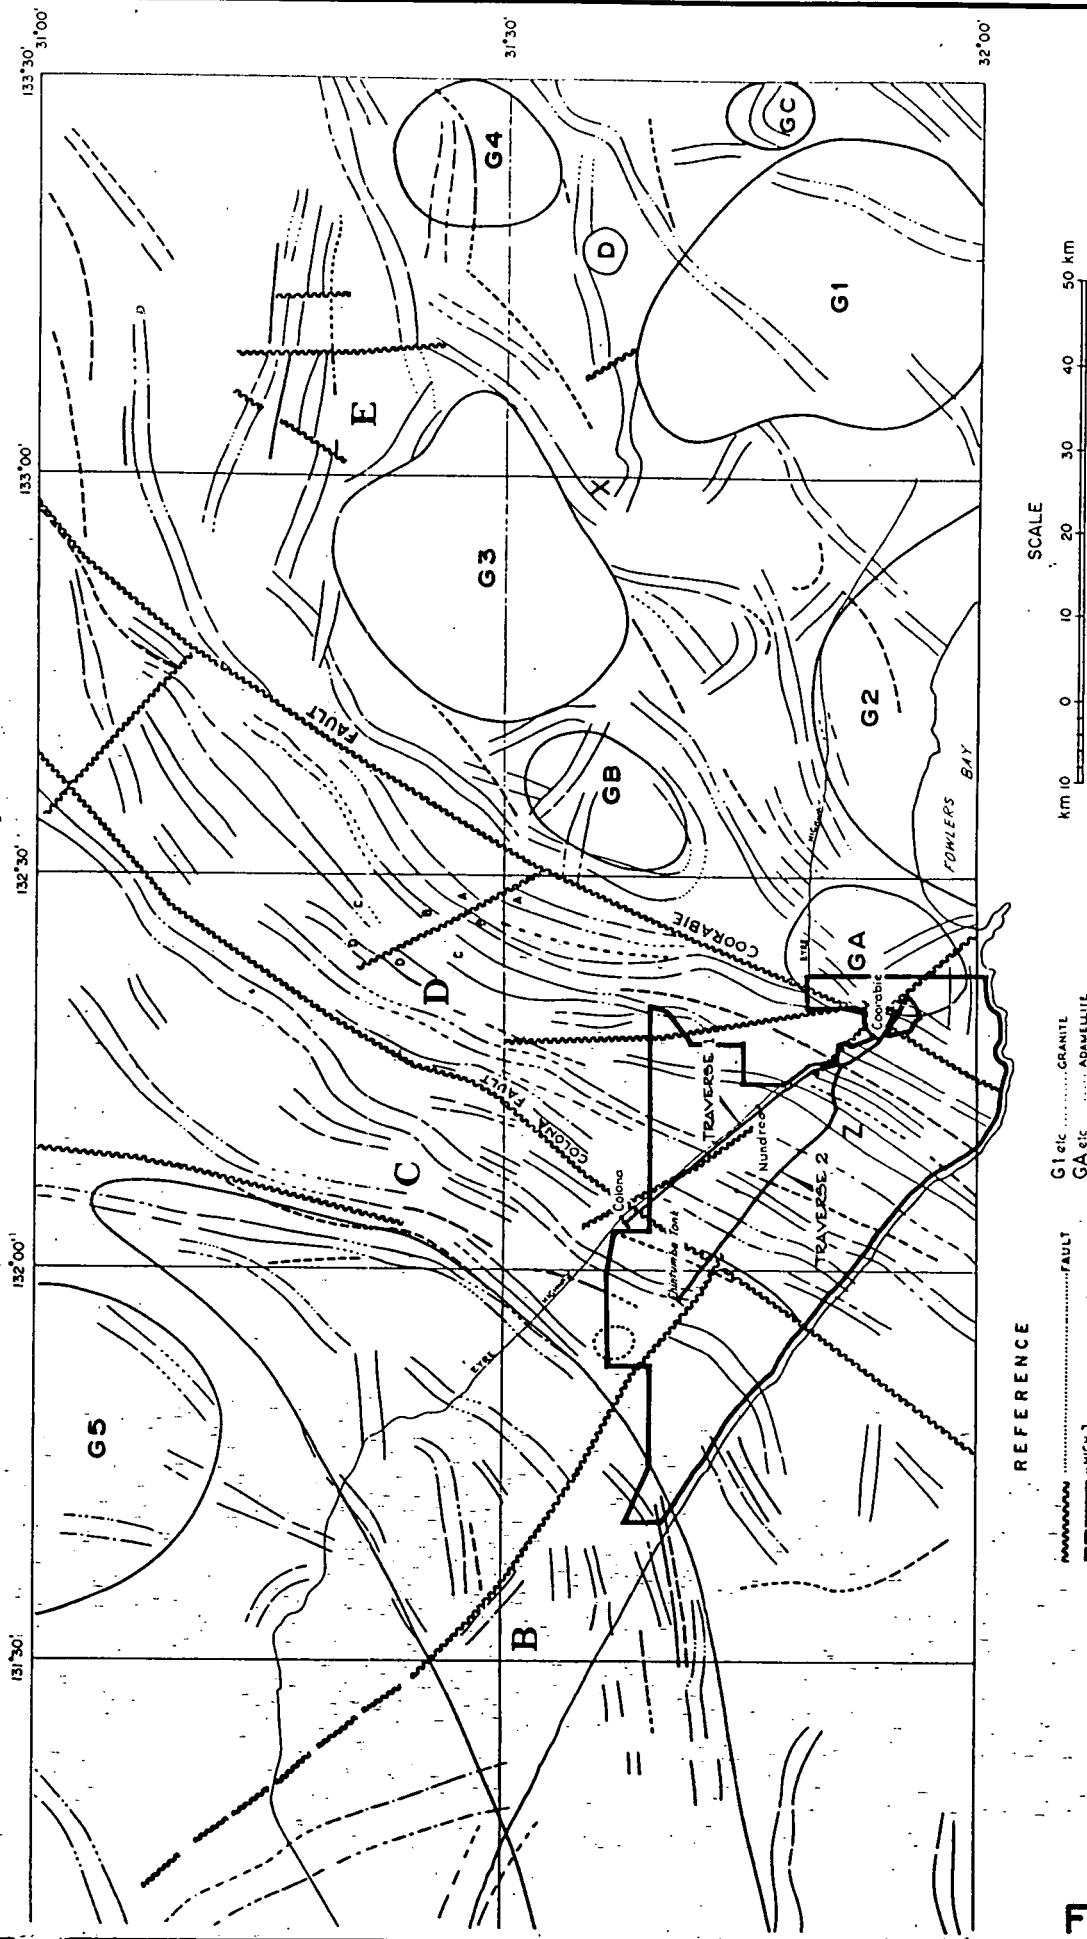 131°30'
132°00'
132°30'
133°00'
133°30'
31°00'
31°30'
32°00'
G5
C
D
E
B
G4
G3
GB
D
GC
G1
G2
GA
X
Z
D
D
D
C
C
B
B
A
A
COORABIE
FAULT
COLONA
FAULT
EYRE
EYRE
Colona
Nundroo
Coorabie
TRAVERSE 1
TRAVERSE 2
FOWLERS BAY
SCALE
km 10 0 10 20 30 40 50 km
REFERENCE
FAULT
G1 etc GRANITE
GA etc ADAMELLITE
F